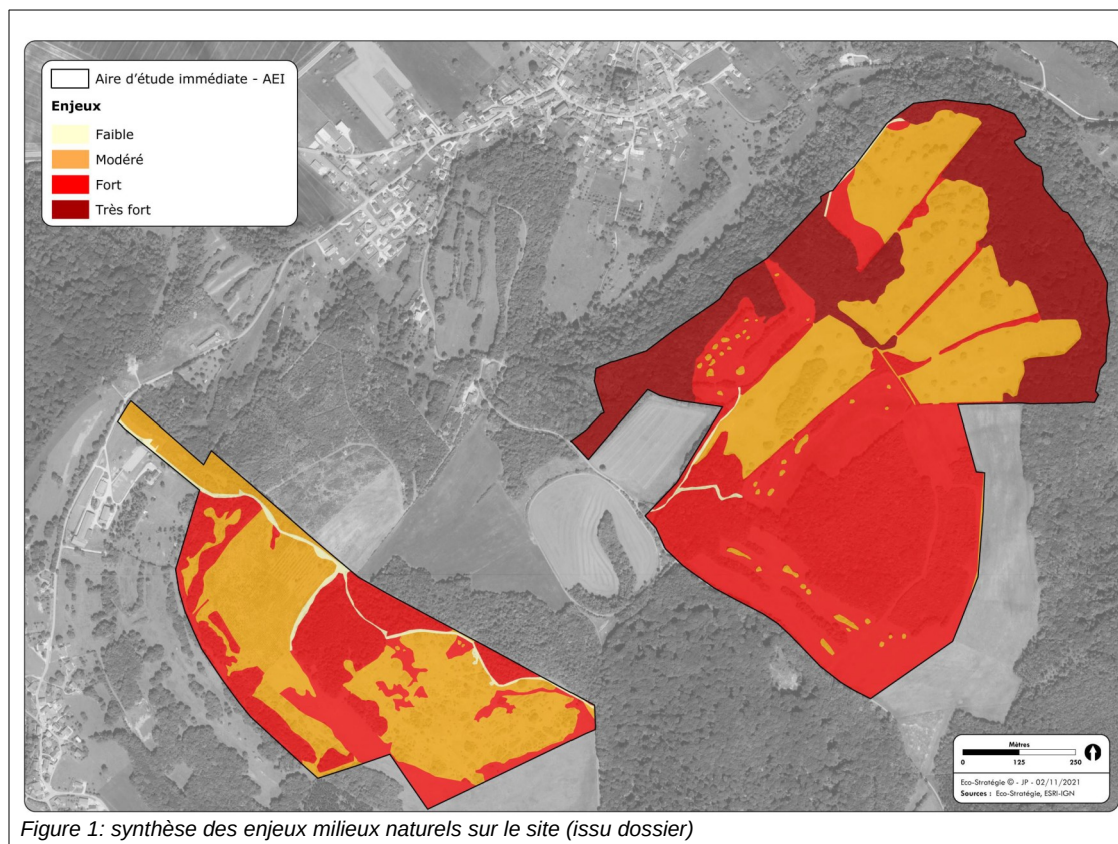 Aire d'étude immédiate - AEI
Enjeux
Faible
Modéré
Fort
Très fort
Mètres
0 125 250
Eco-Stratégie © - JP - 02/11/2021
Sources : Eco-Stratégie, ESRI-IGN
Figure 1: synthèse des enjeux milieux naturels sur le site (issu dossier)